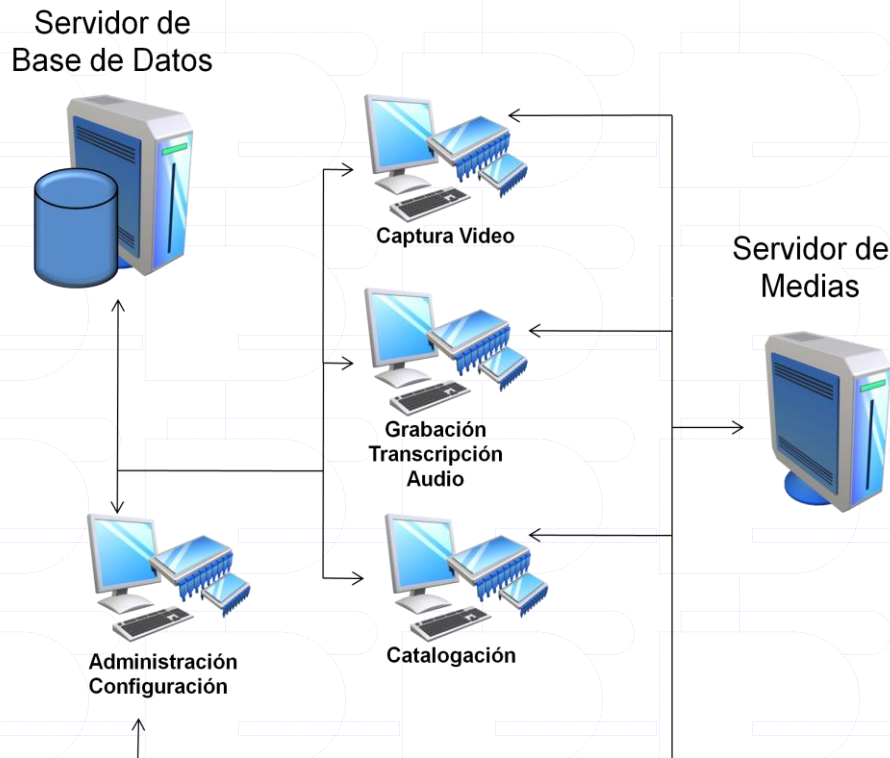 Servidor de
Base de Datos
Captura Video
Servidor de
Medias
Grabación
Transcripción
Audio
Administración
Configuración
Catalogación